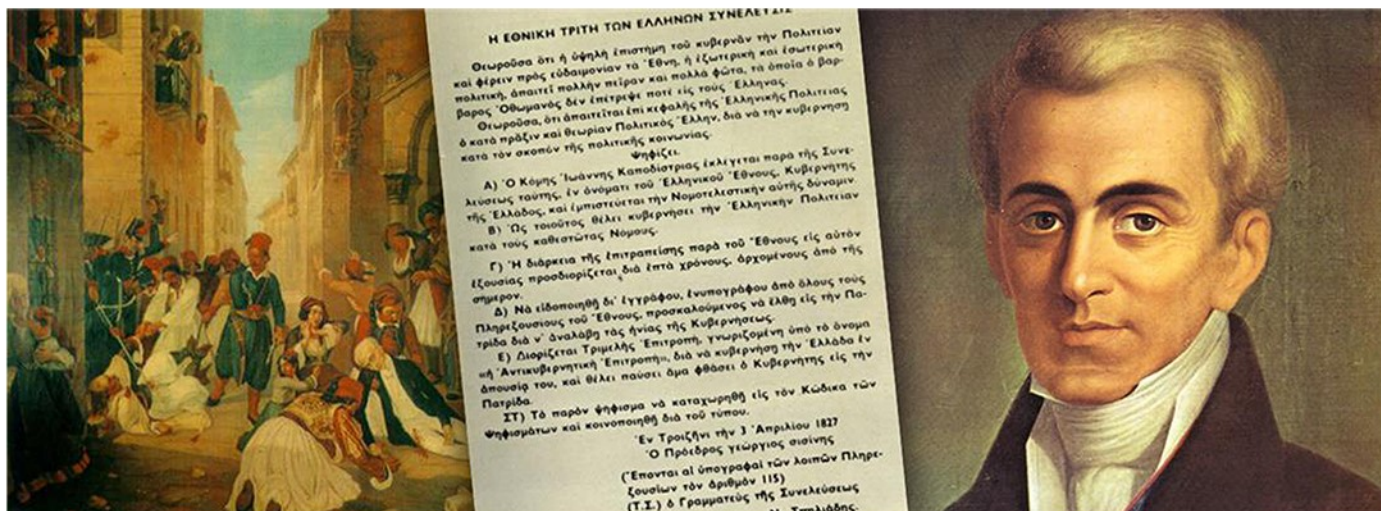 Η ΕΘΝΙΚΗ ΤΡΙΤΗ ΤΩΝ ΕΛΛΗΝΩΝ ΣΥΝΕΛΕΥΣΙΣ
Θεωροῦσα ὅτι ἡ ὑψηλὴ ἐπιστήμη τοῦ κυβερνᾶν τὴν Πολιτείαν
καὶ φέρειν πρὸς εὐδαιμονίαν τὰ Ἔθνη, ἡ ἐξωτερικὴ καὶ ἐσωτερικὴ
πολιτική, ἀπαιτεῖ πολλὴν πεῖραν καὶ πολλὰ φῶτα, τὰ ὁποῖα ὁ βάρ-
βαρος Ὀθωμανὸς δὲν ἐπέτρεψε ποτὲ εἰς τοὺς Ἕλληνας.
Θεωροῦσα, ὅτι ἀπαιτεῖται ἐπὶ κεφαλῆς τῆς Ἑλληνικῆς Πολιτείας
ὁ κατὰ πρᾶξιν καὶ θεωρίαν Πολιτικὸς Ἕλλην, διὰ νὰ τὴν κυβερνήση
κατὰ τὸν σκοπὸν τῆς πολιτικῆς κοινωνίας.
Ψηφίζει.
Α) Ὁ Κόμης Ἰωάννης Καποδίστριας ἐκλέγεται παρὰ τῆς Συνε-
λεύσεως ταύτης, ἐν ὀνόματι τοῦ Ἑλληνικοῦ Ἔθνους, Κυβερνήτης
τῆς Ἑλλάδος, καὶ ἐμπιστεύεται τὴν Νομοτελεστικὴν αὐτῆς δύναμιν.
Β) Ὡς τοιοῦτος θέλει κυβερνήσει τὴν Ἑλληνικὴν Πολιτείαν
κατὰ τοὺς καθεστῶτας Νόμους.
Γ) Ἡ διάρκεια τῆς ἐπιτραπείσης παρὰ τοῦ Ἔθνους εἰς αὐτὸν
ἐξουσίας προσδιορίζεται διὰ ἑπτὰ χρόνους, ἀρχομένους ἀπὸ τῆς
σήμερον.
Δ) Νὰ εἰδοποιηθῆ δι' ἐγγράφου, ἐνυπογράφου ἀπὸ ὅλους τοὺς
Πληρεξουσίους τοῦ Ἔθνους, προσκαλούμενος νὰ ἔλθη εἰς τὴν Πα-
τρίδα διὰ ν' ἀναλάβη τὰς ἡνίας τῆς Κυβερνήσεως.
Ε) Διορίζεται Τριμελὴς Ἐπιτροπή, γνωριζομένη ὑπὸ τὸ ὄνομα
«ἡ Ἀντικυβερνητικὴ Ἐπιτροπή», διὰ νὰ κυβερνήση τὴν Ἑλλάδα ἐν
ἀπουσίᾳ του, καὶ θέλει παύσει ἅμα φθάσει ὁ Κυβερνήτης εἰς τὴν
Πατρίδα.
ΣΤ) Τὸ παρὸν ψήφισμα νὰ καταχωρηθῆ εἰς τὸν Κώδικα τῶν
ψηφισμάτων καὶ κοινοποιηθῆ διὰ τοῦ τύπου.
Ἐν Τροιζῆνι τὴν 3 Ἀπριλίου 1827
Ὁ Πρόεδρος γεώργιος σισίνης
(Ἕπονται αἱ ὑπογραφαὶ τῶν λοιπῶν Πληρε-
ξουσίων τὸν ἀριθμὸν 115)
(Τ.Σ.) ὁ Γραμματεὺς τῆς Συνελεύσεως
Σπηλιάδης.